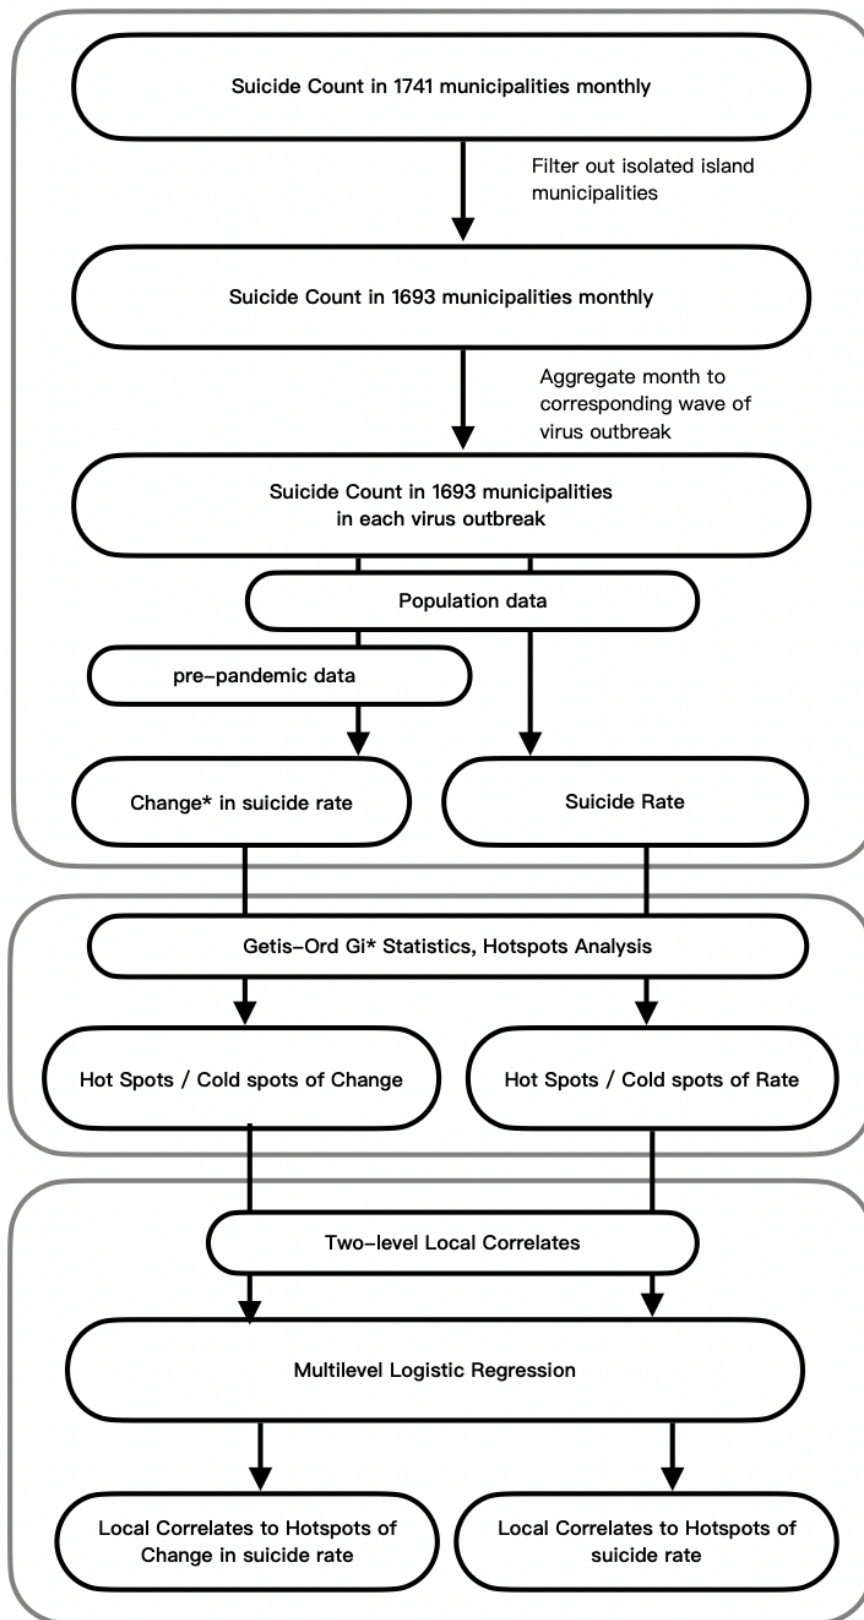 Suicide Count in 1741 municipalities monthly
Filter out isolated island
municipalities
Suicide Count in 1693 municipalities monthly
Aggregate month to
corresponding wave of
virus outbreak
Suicide Count in 1693 municipalities
in each virus outbreak
Population data
pre-pandemic data
Change* in suicide rate
Suicide Rate
Getis-Ord Gi* Statistics, Hotspots Analysis
Hot Spots / Cold spots of Change
Hot Spots / Cold spots of Rate
Two-level Local Correlates
Multilevel Logistic Regression
Local Correlates to Hotspots of
Change in suicide rate
Local Correlates to Hotspots of
suicide rate